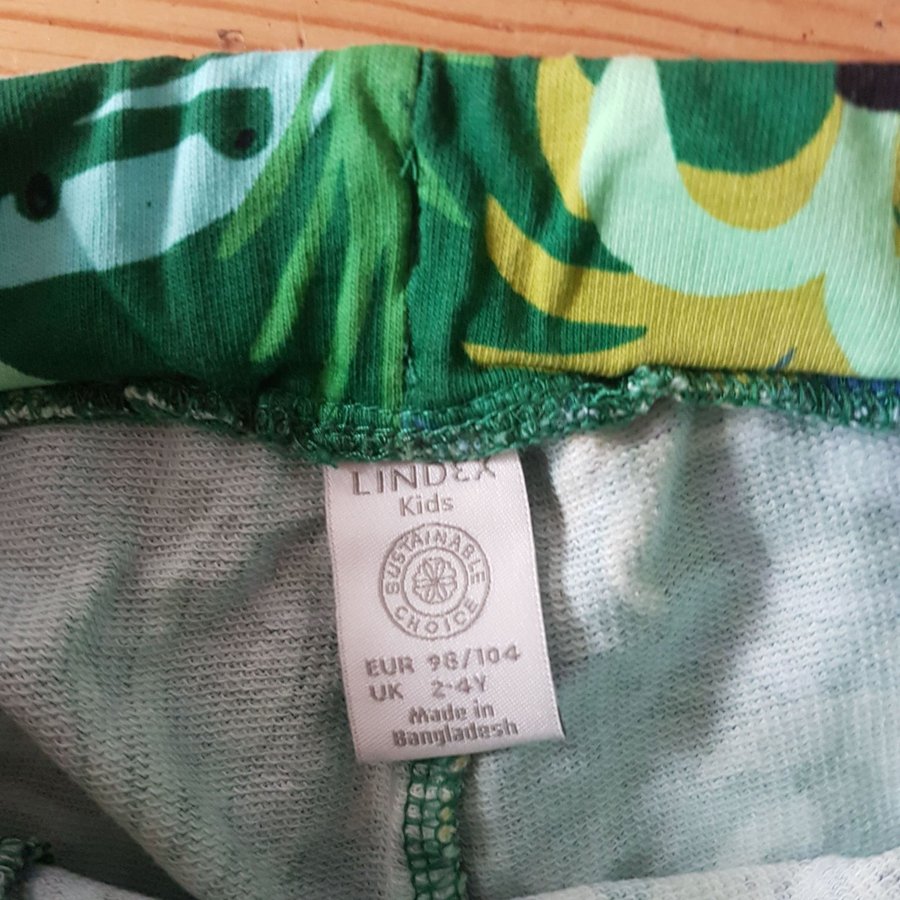 LINDEX
Kids
SUSTAINABLE
CHOICE
EUR 98/104
UK 2-4Y
Made in
Bangladesh